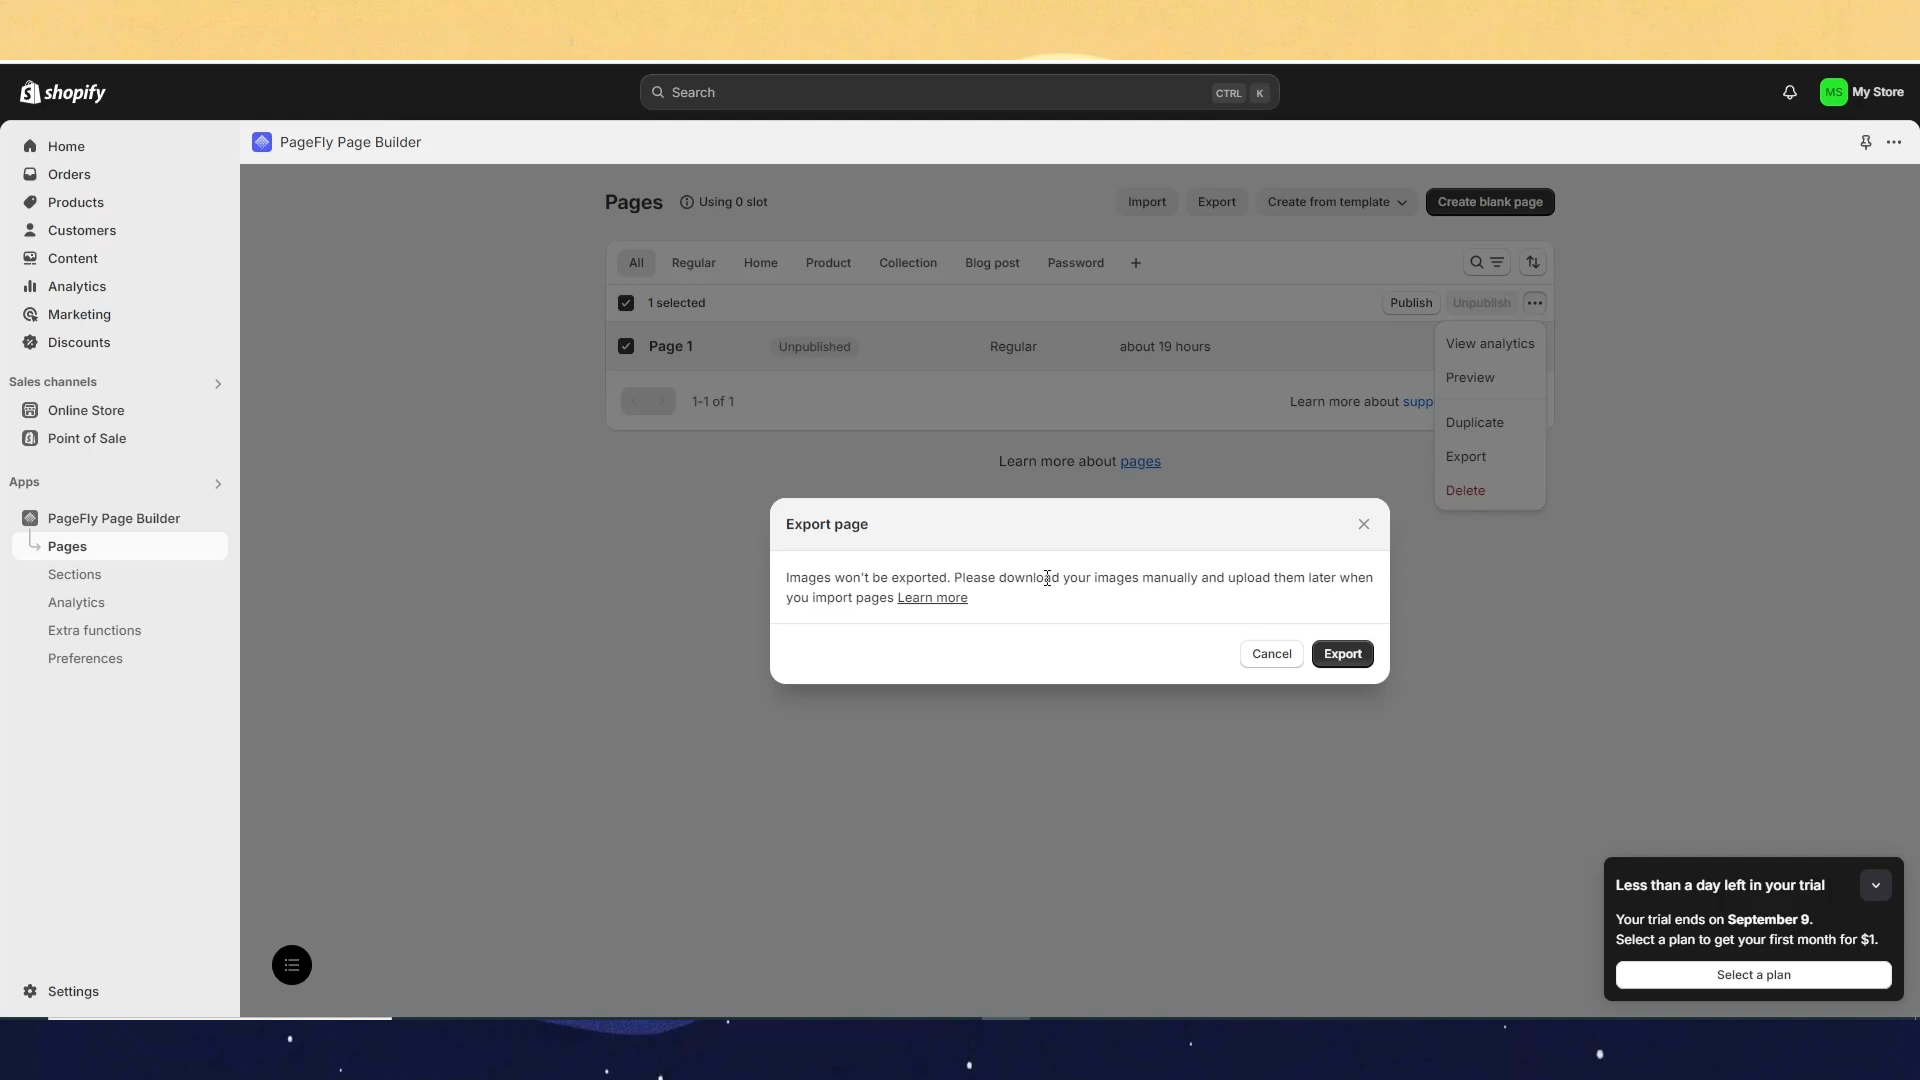 shopify
Search
CTRL K
MS My Store
Home
Orders
Products
Customers
Content
Analytics
Marketing
Discounts
Sales channels
Online Store
Point of Sale
Apps
PageFly Page Builder
Pages
Sections
Analytics
Extra functions
Preferences
Settings
PageFly Page Builder
Pages Using 0 slot
Import Export Create from template Create blank page
All Regular Home Product Collection Blog post Password +
1 selected Publish Unpublish
Page 1 Unpublished Regular about 19 hours
1-1 of 1 Learn more about supp
View analytics
Preview
Duplicate
Export
Delete
Learn more about pages
Export page
Images won't be exported. Please download your images manually and upload them later when
you import pages Learn more
Cancel Export
Less than a day left in your trial
Your trial ends on September 9.
Select a plan to get your first month for $1.
Select a plan